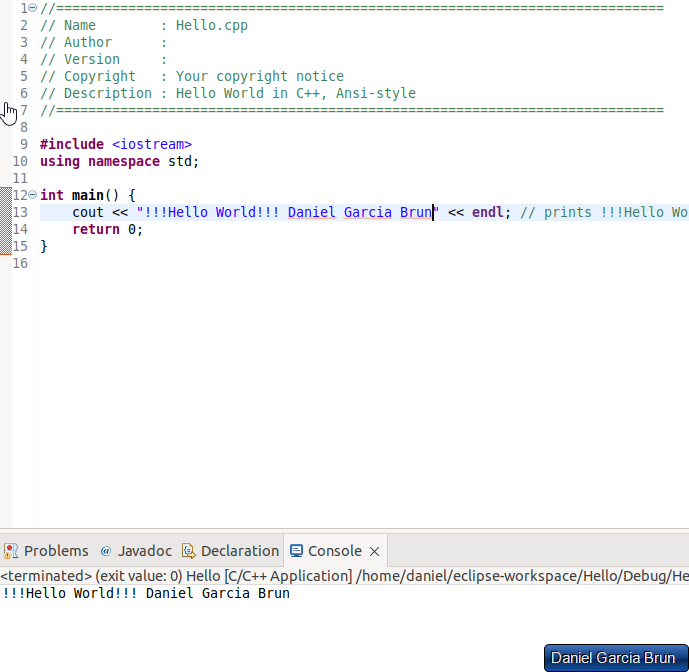 1 //============================================================================
2 // Name        : Hello.cpp
3 // Author      :
4 // Version     :
5 // Copyright   : Your copyright notice
6 // Description : Hello World in C++, Ansi-style
7 //============================================================================
8
9 #include <iostream>
10 using namespace std;
11
12 int main() {
13     cout << "!!!Hello World!!! Daniel Garcia Brun" << endl; // prints !!!Hello Wo
14     return 0;
15 }
16
Problems @ Javadoc Declaration Console
<terminated> (exit value: 0) Hello [C/C++ Application] /home/daniel/eclipse-workspace/Hello/Debug/He
!!!Hello World!!! Daniel Garcia Brun
Daniel Garcia Brun